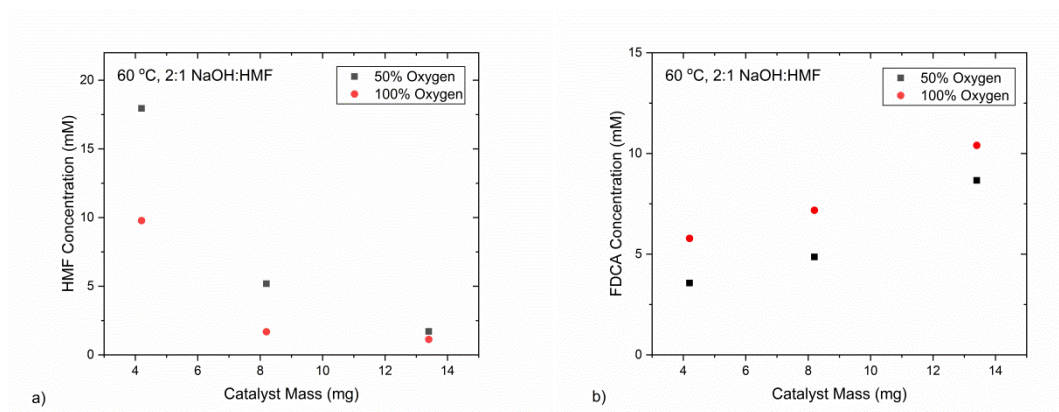 60 °C, 2:1 NaOH:HMF
50% Oxygen
100% Oxygen
20
15
10
5
0
HMF Concentration (mM)
4 6 8 10 12 14
Catalyst Mass (mg)
a)
60 °C, 2:1 NaOH:HMF
50% Oxygen
100% Oxygen
15
10
5
0
FDCA Concentration (mM)
4 6 8 10 12 14
Catalyst Mass (mg)
b)